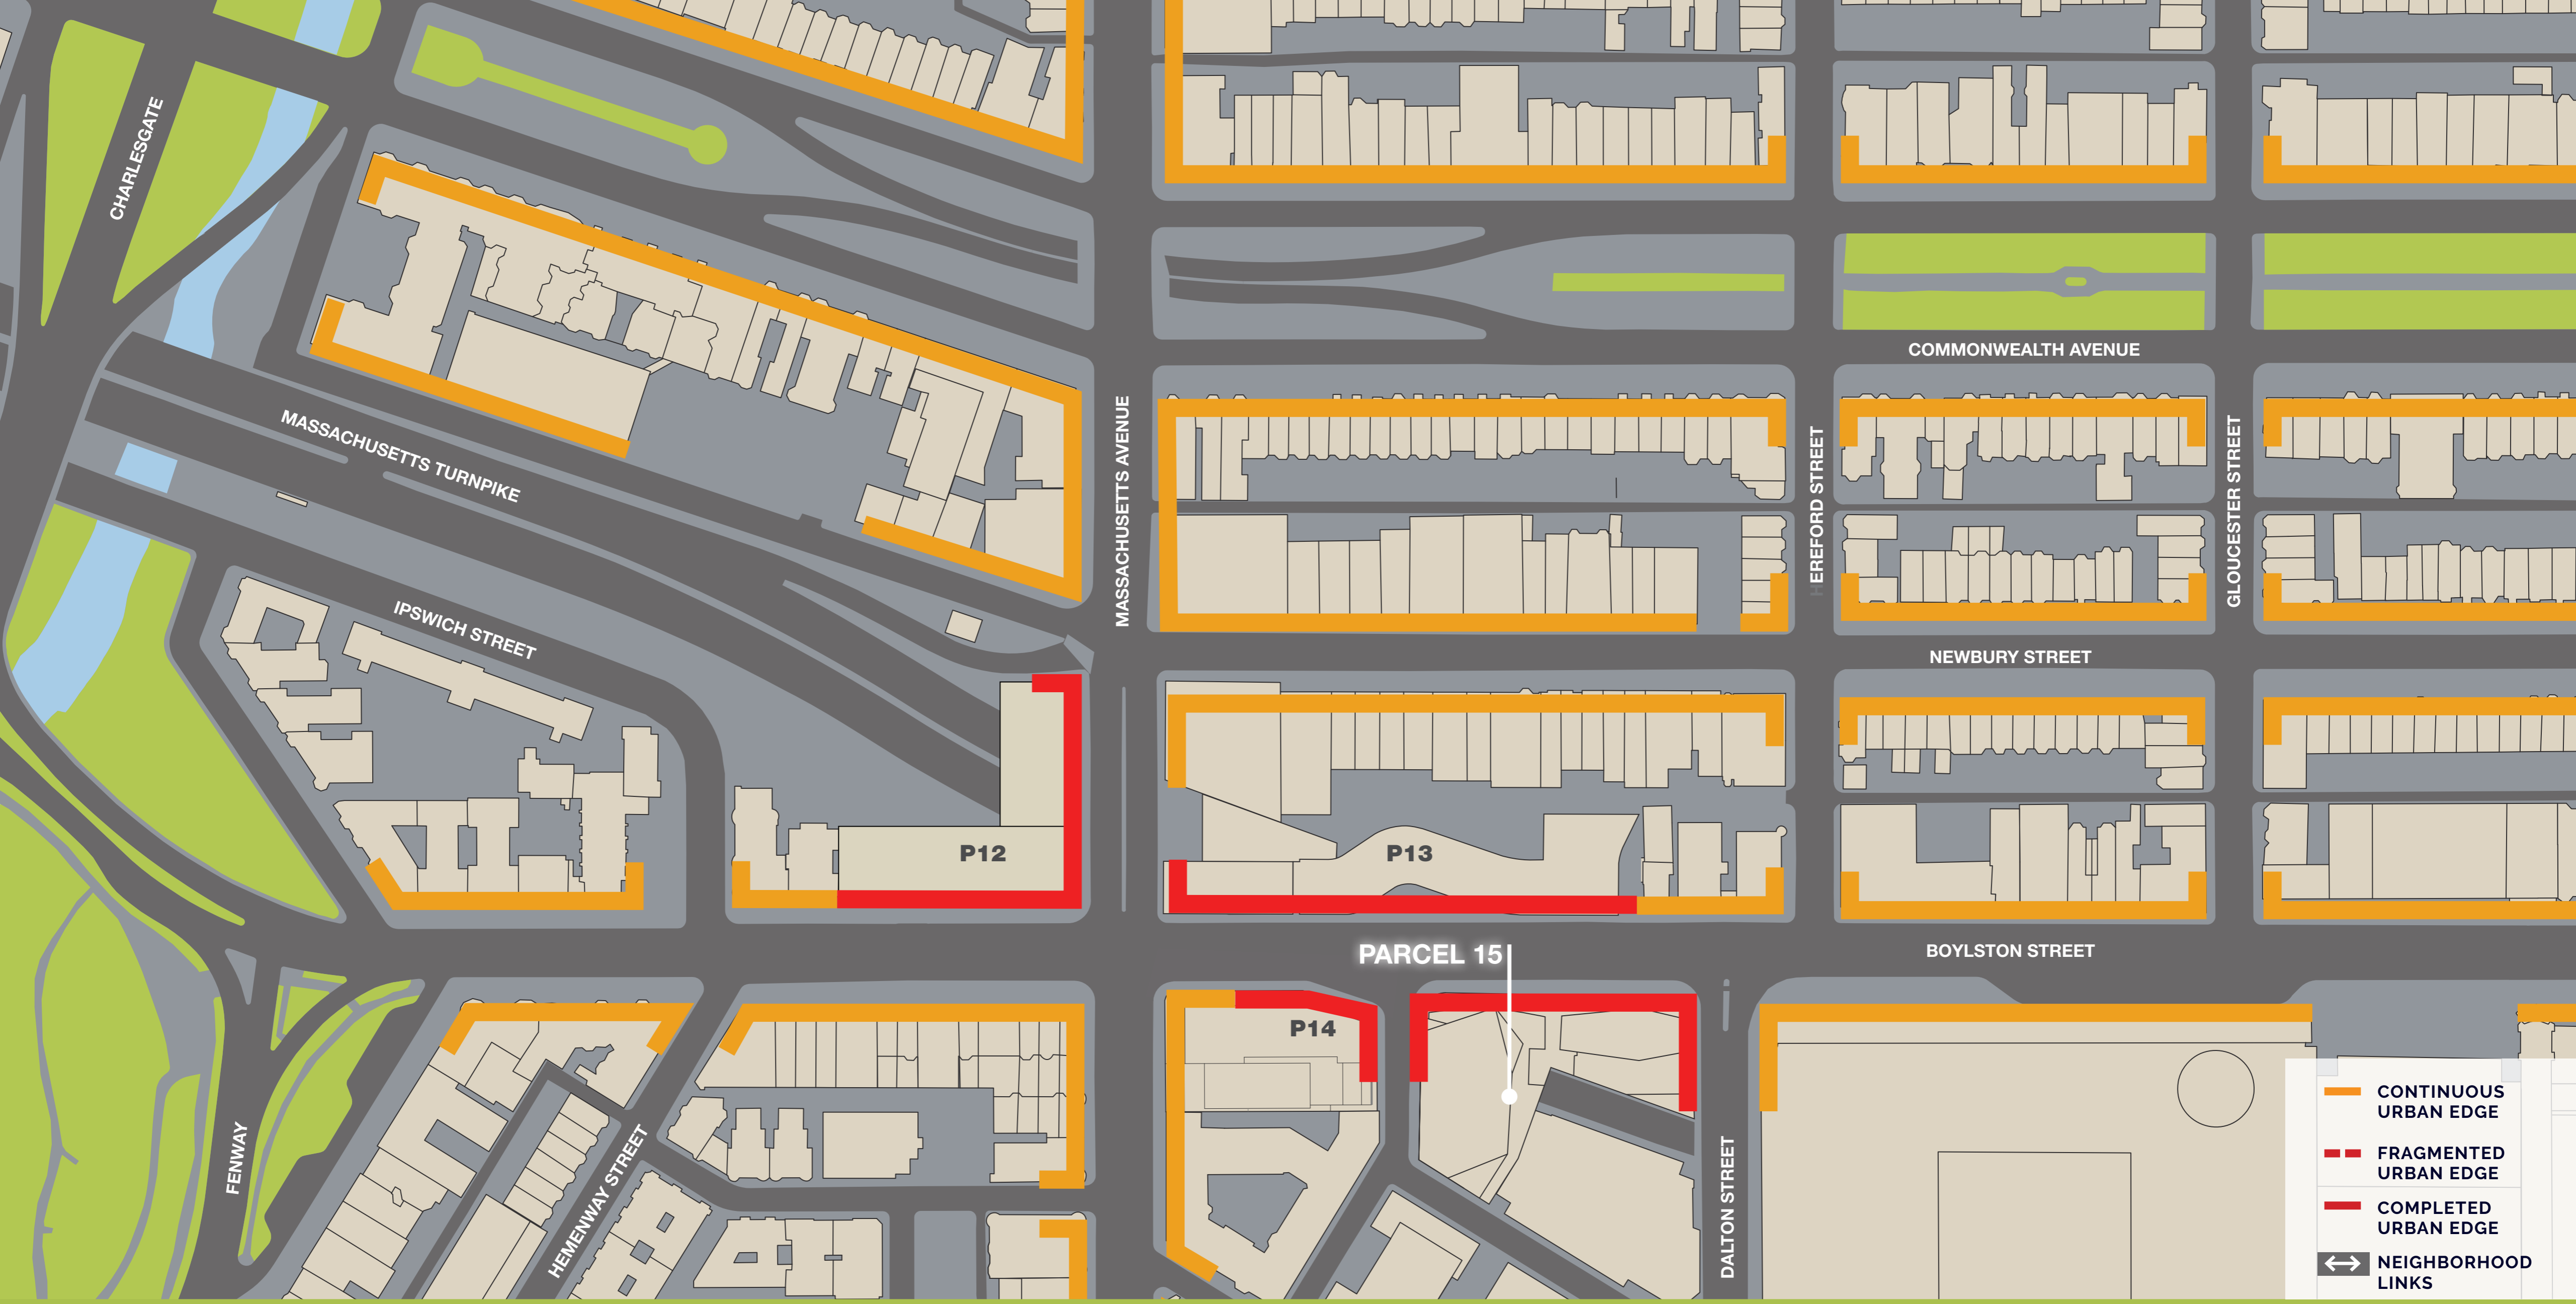 CHARLESGATE
COMMONWEALTH AVENUE
MASSACHUSETTS TURNPIKE
MASSACHUSETTS AVENUE
HEREFORD STREET
GLOUCESTER STREET
IPSWICH STREET
NEWBURY STREET
P12
P13
PARCEL 15
BOYLSTON STREET
P14
FENWAY
HEMENWAY STREET
DALTON STREET
CONTINUOUS
URBAN EDGE
FRAGMENTED
URBAN EDGE
COMPLETED
URBAN EDGE
NEIGHBORHOOD
LINKS